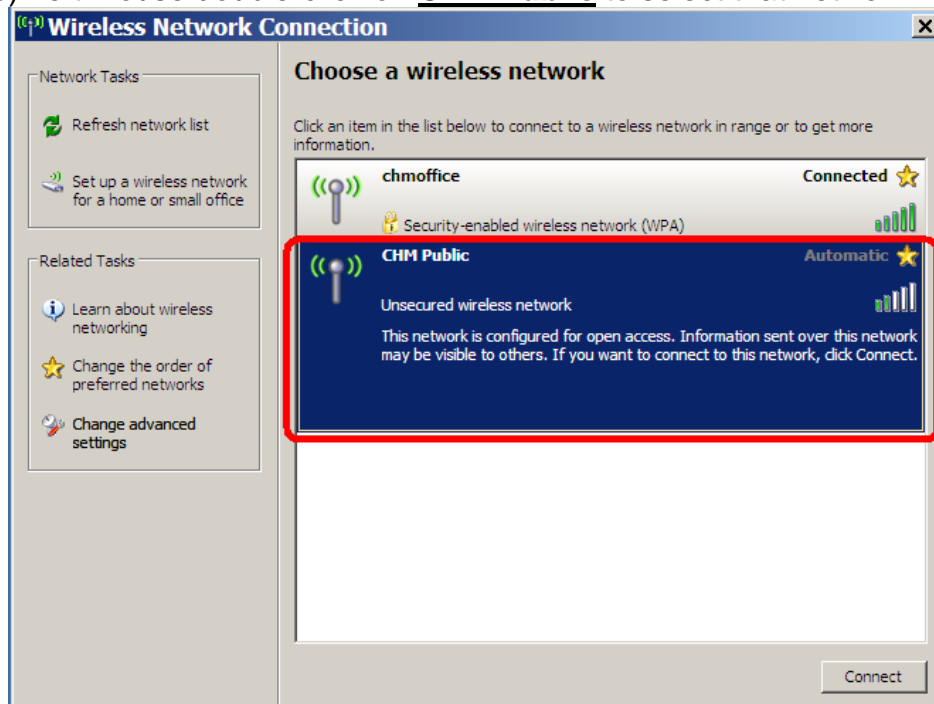 Wireless Network Connection
Network Tasks
Refresh network list
Set up a wireless network
for a home or small office
Related Tasks
Learn about wireless
networking
Change the order of
preferred networks
Change advanced
settings
Choose a wireless network
Click an item in the list below to connect to a wireless network in range or to get more
information.
chmoffice Connected
Security-enabled wireless network (WPA)
CHM Public Automatic
Unsecured wireless network
This network is configured for open access. Information sent over this network
may be visible to others. If you want to connect to this network, click Connect.
Connect